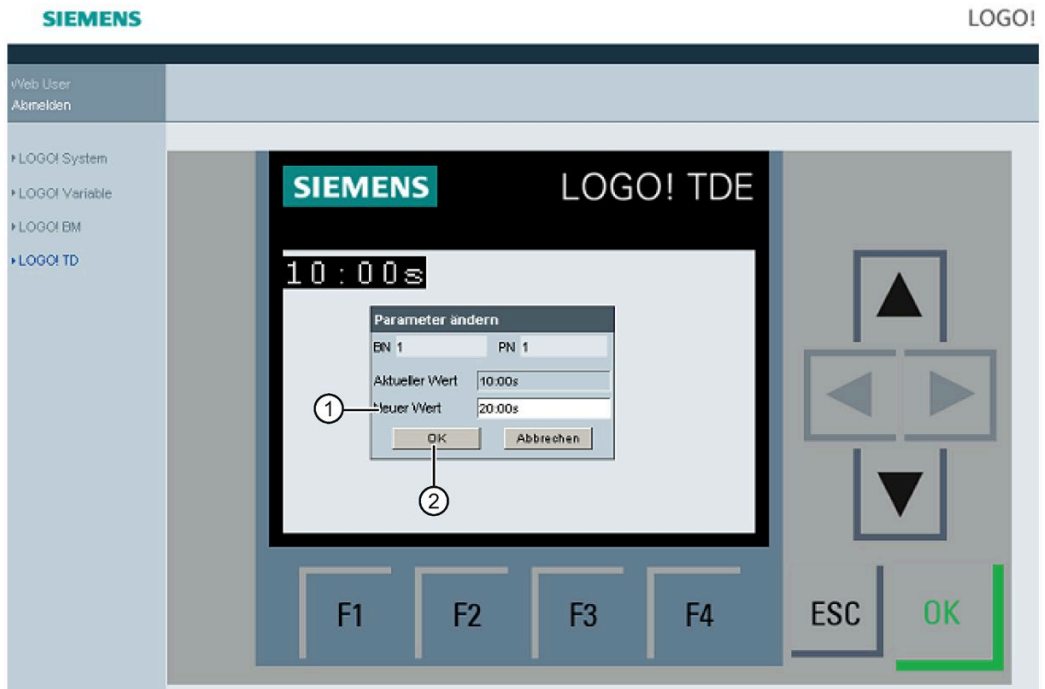 SIEMENS
LOGO!
Web User
Abmelden
LOGO! System
LOGO! Variable
LOGO! BM
LOGO! TD
SIEMENS
LOGO! TDE
10:00s
Parameter ändern
BN 1 PN 1
Aktueller Wert 10:00s
1 Neuer Wert 20:00s
OK Abbrechen
2
F1 F2 F3 F4 ESC OK